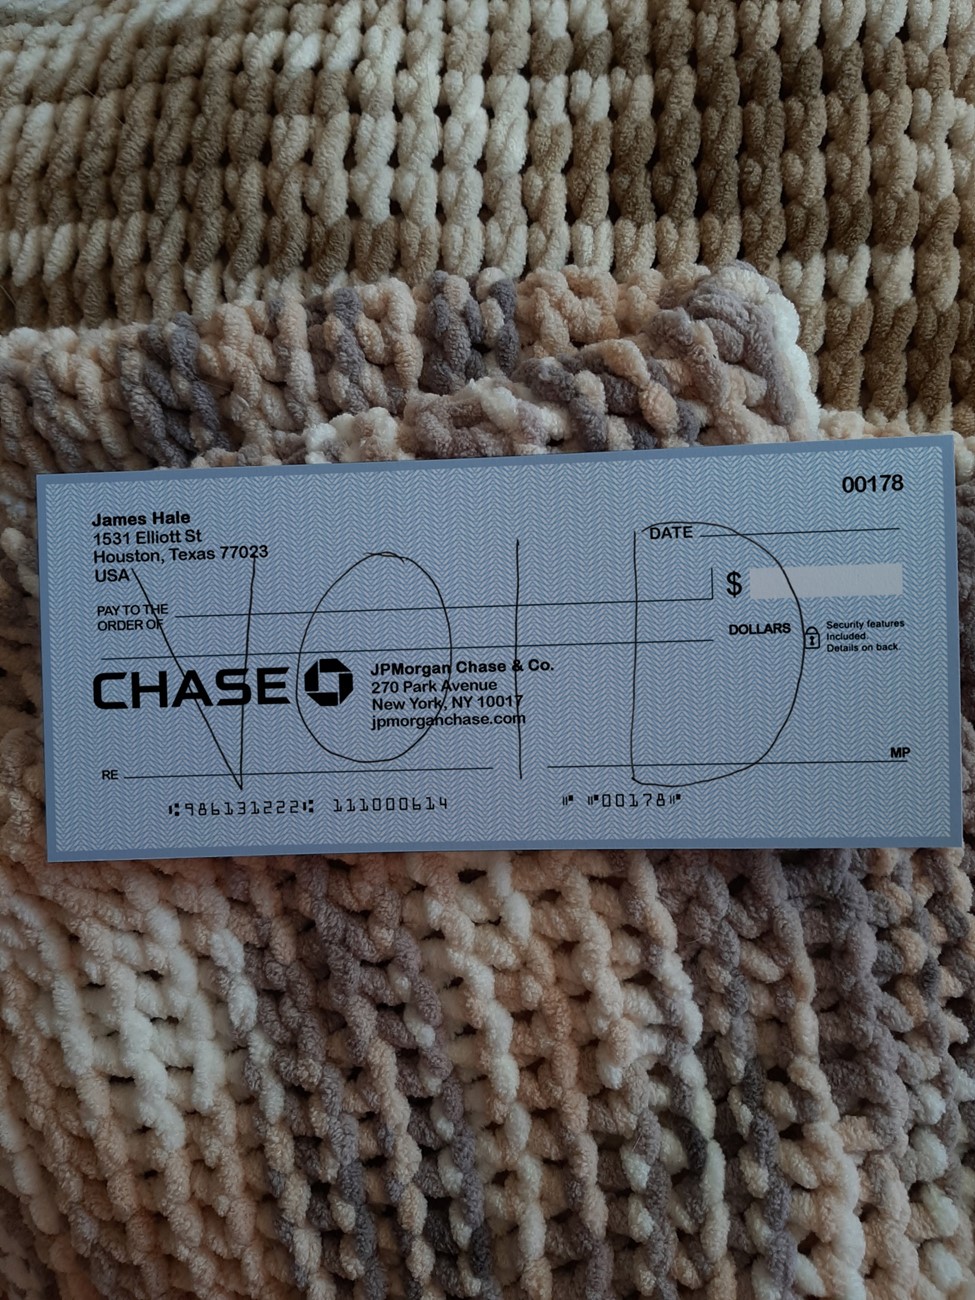 00178
James Hale
1531 Elliott St
Houston, Texas 77023
USA
DATE
$
PAY TO THE
ORDER OF
DOLLARS
Security features
Included.
Details on back.
VOID
CHASE
JPMorgan Chase & Co.
270 Park Avenue
New York, NY 10017
jpmorganchase.com
RE
MP
⑆986131222⑆ 111000614 ⑈ ⑈00178⑈